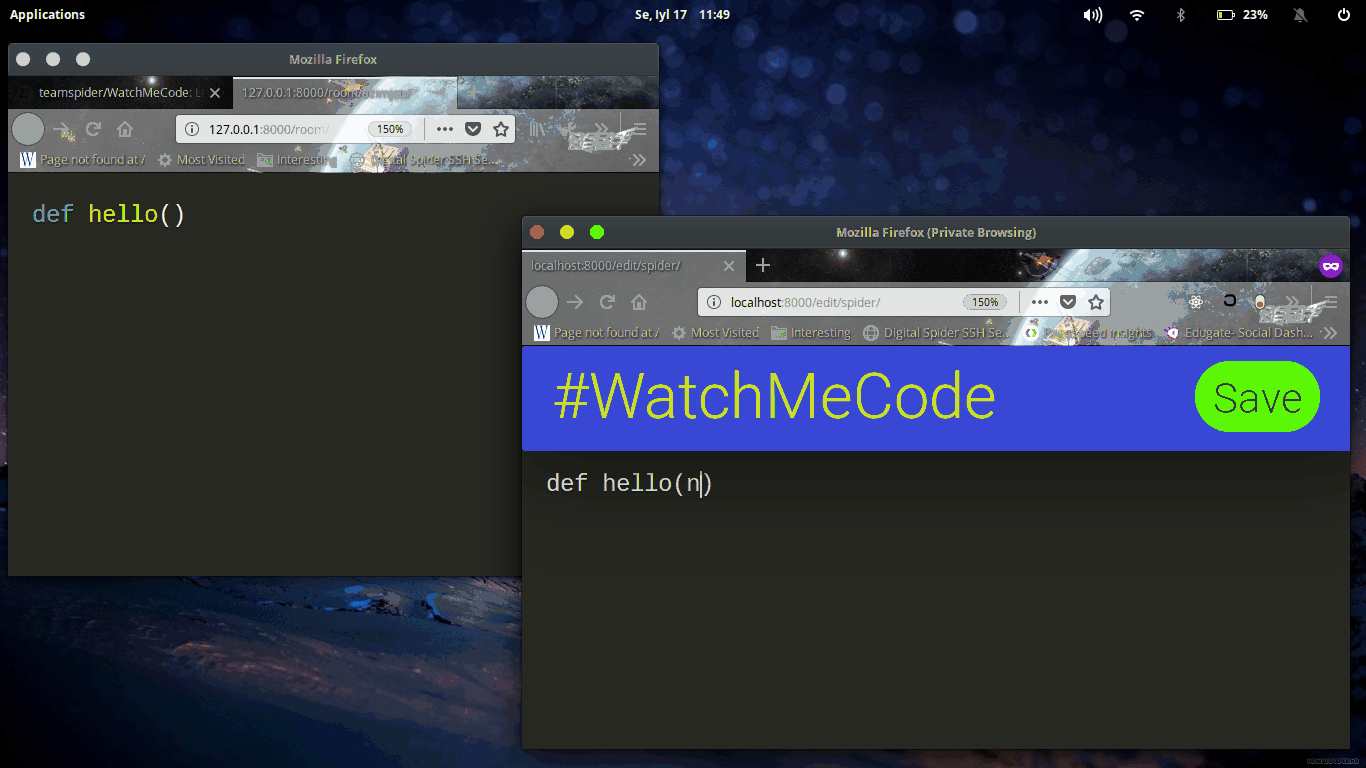 Applications
Se, Iyl 17 11:49
23%
Mozilla Firefox
teamspider/WatchMeCode: L
127.0.0.1:8000/room/
127.0.0.1:8000/room/
150%
Page not found at /
Most Visited
Interesting
Digital Spider SSH Se...
def hello()
Mozilla Firefox (Private Browsing)
localhost:8000/edit/spider/
localhost:8000/edit/spider/
150%
Page not found at /
Most Visited
Interesting
Digital Spider SSH Se..
Insights
Edugate- Social Dash...
#WatchMeCode
Save
def hello(n)